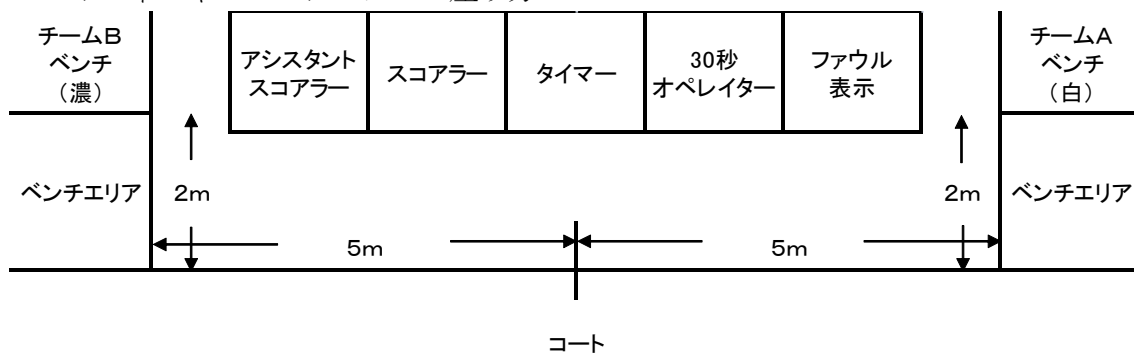 チームB
ベンチ
（濃）
アシスタント
スコアラー
スコアラー
タイマー
30秒
オペレイター
ファウル
表示
チームA
ベンチ
（白）
ベンチエリア
2m
2m
ベンチエリア
5m
5m
コート